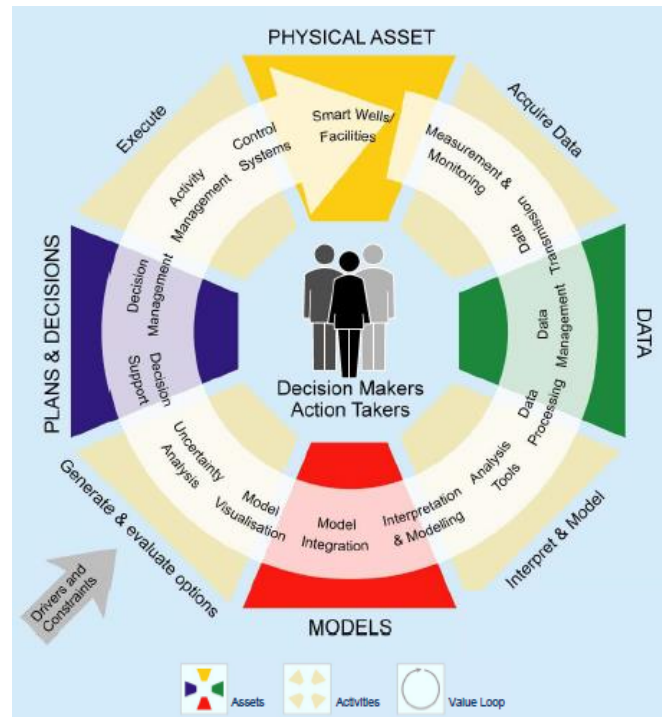 PHYSICAL ASSET
Execute
Acquire Data
Control
Systems
Smart Wells/
Facilities
Measurement &
Monitoring
Activity
Management
Data
Transmission
PLANS & DECISIONS
Decision
Management
Data
Management
DATA
Decision
Support
Decision Makers
Action Takers
Data
Processing
Uncertainty
Analysis
Model
Visualisation
Model
Integration
Interpretation
& Modelling
Analysis
Tools
Generate & evaluate options
Interpret & Model
Drivers and
Constraints
MODELS
Assets
Activities
Value Loop